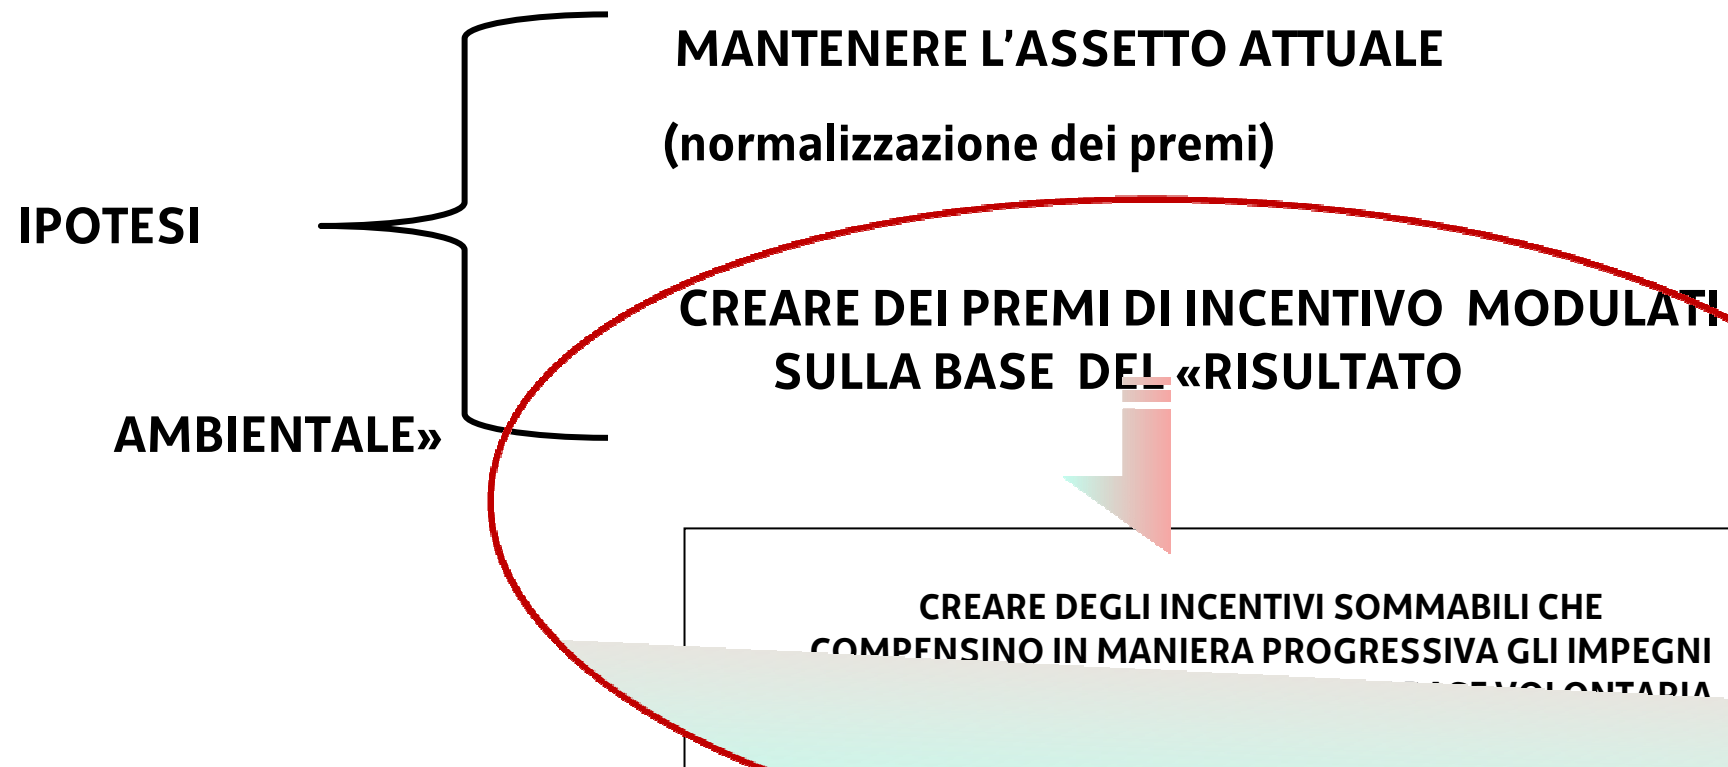 MANTENERE L’ASSETTO ATTUALE
(normalizzazione dei premi)
IPOTESI
CREARE DEI PREMI DI INCENTIVO MODULATI
SULLA BASE DEL «RISULTATO
AMBIENTALE»
CREARE DEGLI INCENTIVI SOMMABILI CHE
COMPENSINO IN MANIERA PROGRESSIVA GLI IMPEGNI
VOLONTARIA